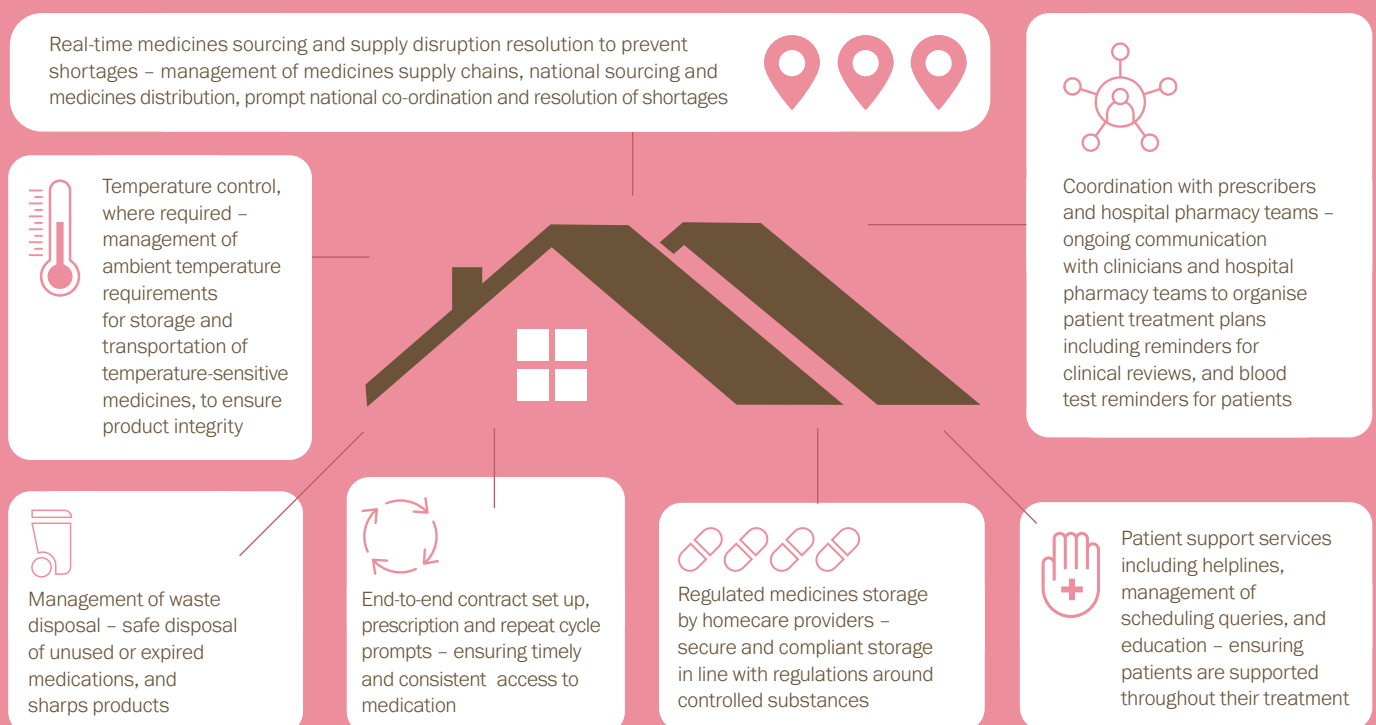 Real-time medicines sourcing and supply disruption resolution to prevent
shortages – management of medicines supply chains, national sourcing and
medicines distribution, prompt national co-ordination and resolution of shortages
Temperature control,
where required –
management of
ambient temperature
requirements
for storage and
transportation of
temperature-sensitive
medicines, to ensure
product integrity
Coordination with prescribers
and hospital pharmacy teams –
ongoing communication
with clinicians and hospital
pharmacy teams to organise
patient treatment plans
including reminders for
clinical reviews, and blood
test reminders for patients
Management of waste
disposal – safe disposal
of unused or expired
medications, and
sharps products
End-to-end contract set up,
prescription and repeat cycle
prompts – ensuring timely
and consistent access to
medication
Regulated medicines storage
by homecare providers –
secure and compliant storage
in line with regulations around
controlled substances
Patient support services
including helplines,
management of
scheduling queries, and
education – ensuring
patients are supported
throughout their treatment